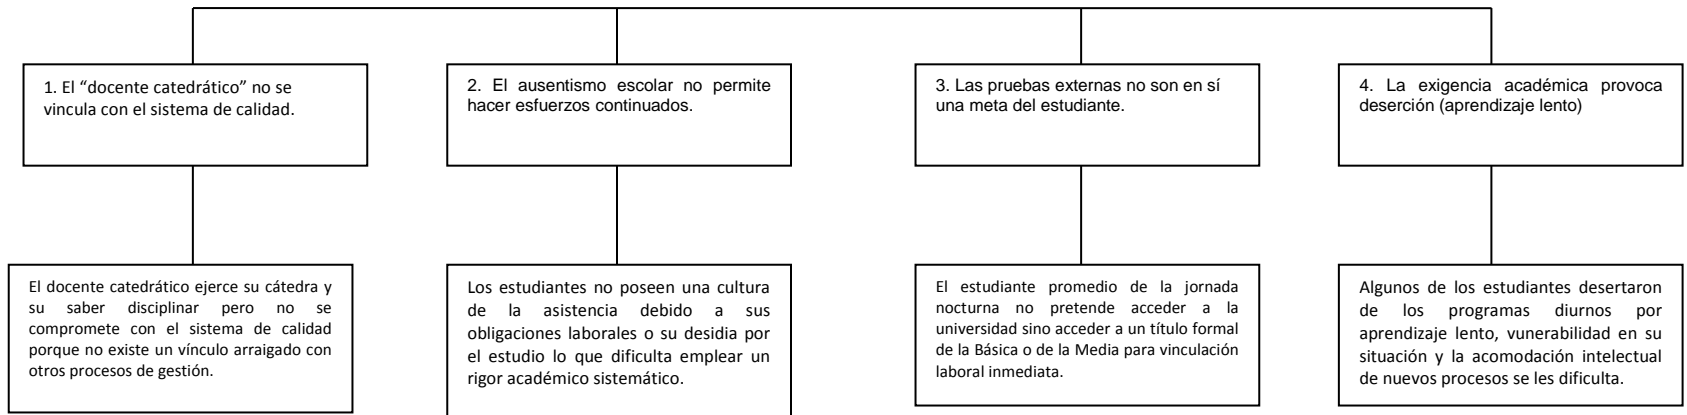 1. El “docente catedrático” no se
vincula con el sistema de calidad.
2. El ausentismo escolar no permite
hacer esfuerzos continuados.
3. Las pruebas externas no son en sí
una meta del estudiante.
4. La exigencia académica provoca
deserción (aprendizaje lento)
El docente catedrático ejerce su cátedra y
su saber disciplinar pero no se
compromete con el sistema de calidad
porque no existe un vínculo arraigado con
otros procesos de gestión.
Los estudiantes no poseen una cultura
de la asistencia debido a sus
obligaciones laborales o su desidia por
el estudio lo que dificulta emplear un
rigor académico sistemático.
El estudiante promedio de la jornada
nocturna no pretende acceder a la
universidad sino acceder a un título formal
de la Básica o de la Media para vinculación
laboral inmediata.
Algunos de los estudiantes desertaron
de los programas diurnos por
aprendizaje lento, vunerabilidad en su
situación y la acomodación intelectual
de nuevos procesos se les dificulta.